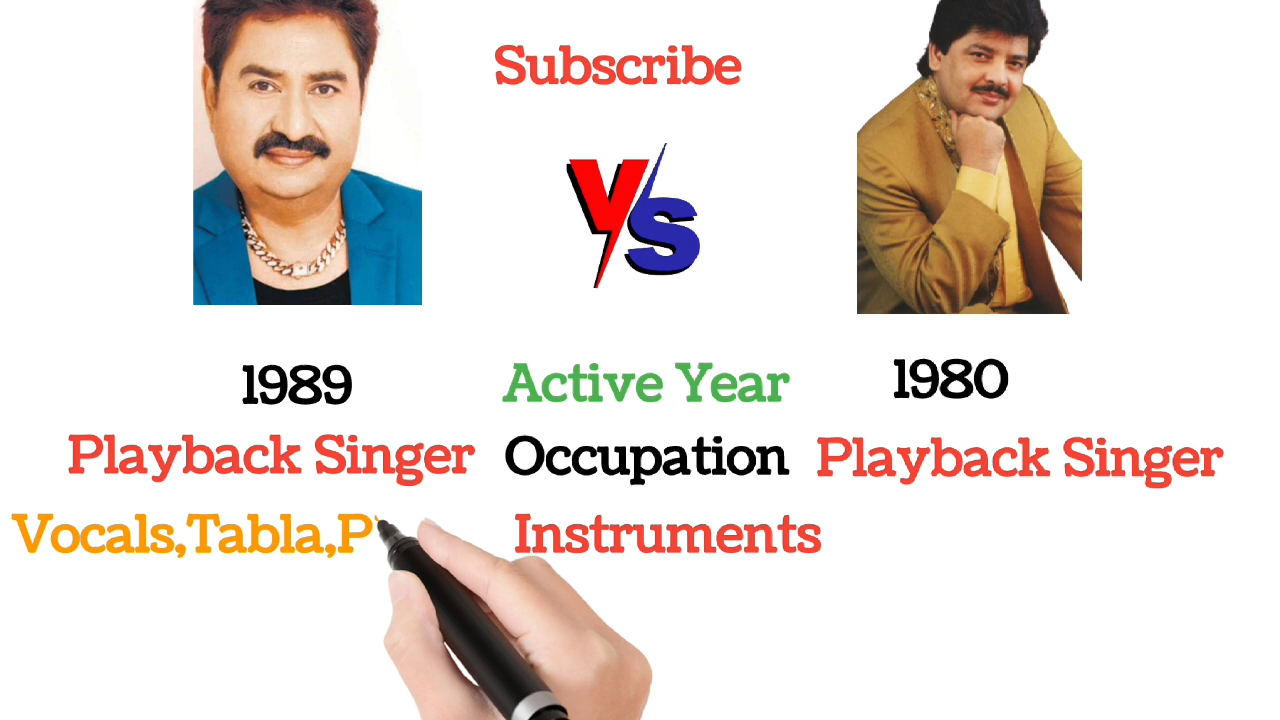 Subscribe
VS
1989 Active Year 1980
Playback Singer Occupation Playback Singer
Vocals,Tabla,P Instruments